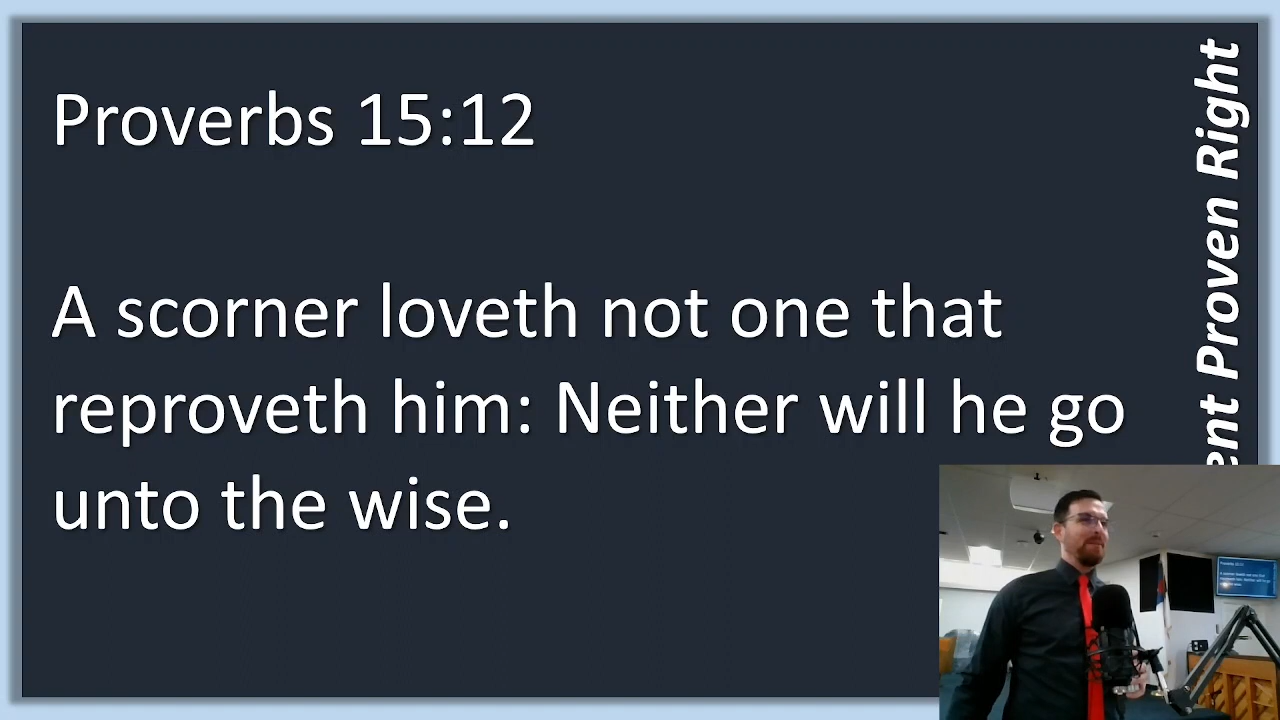 Proverbs 15:12
A scorner loveth not one that
reproveth him: Neither will he go
unto the wise.
Proven Right